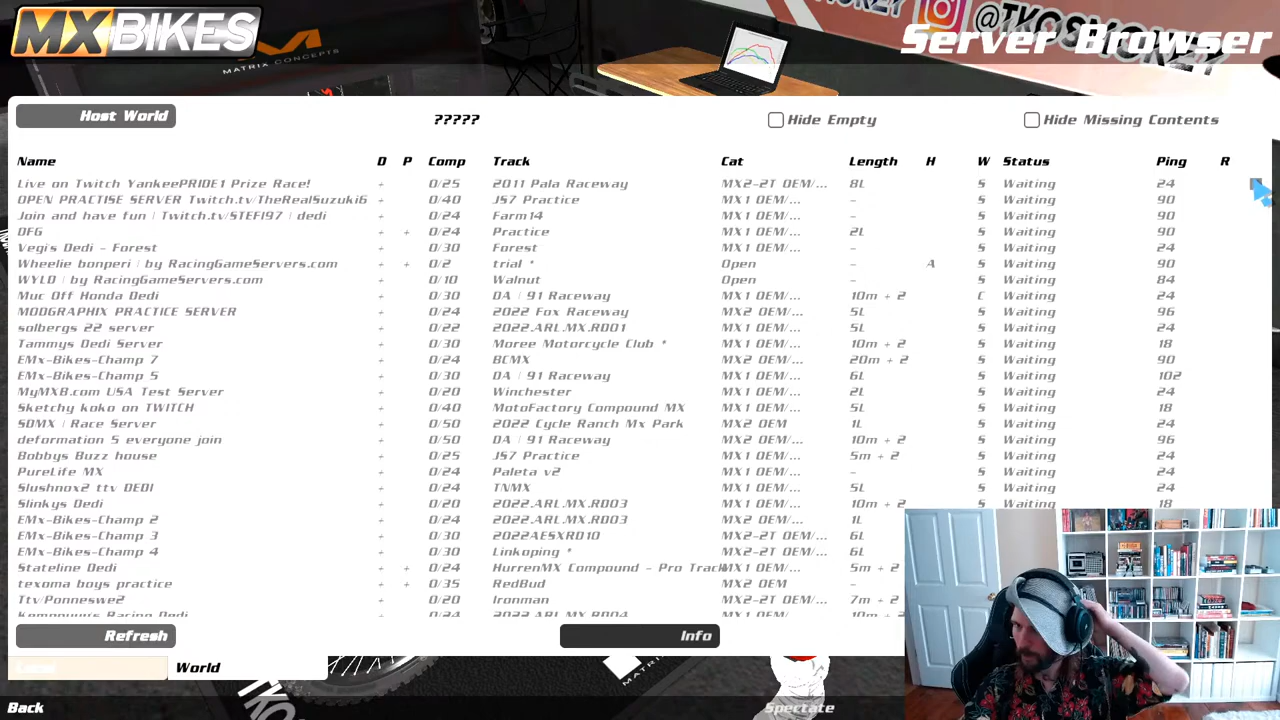 MXBIKES
MATRIX CONCEPTS
@TKOSMONKEY
Server Browser
Host World
?????
Hide Empty
Hide Missing Contents
Name D P Comp Track Cat Length H W Status Ping R
Live on Twitch YankeePRIDE1 Prize Race! + 0/25 2011 Pala Raceway MX2-2T OEM/... 8L S Waiting 24
OPEN PRACTISE SERVER Twitch.tv/TheRealSuzuki6 + 0/40 JS7 Practice MX1 OEM/... - S Waiting 90
Join and have fun | Twitch.tv/STEFI97 | dedi + 0/24 Farm14 MX1 OEM/... - S Waiting 90
OFG + + 0/24 Practice MX1 OEM/... 2L S Waiting 90
Vegi's Dedi - Forest + 0/30 Forest MX1 OEM/... - S Waiting 24
Wheelie bonperi | by RacingGameServers.com + + 0/2 trial * Open - A S Waiting 90
WYLD | by RacingGameServers.com + 0/10 Walnut Open - S Waiting 84
Muc Off Honda Dedi + 0/30 DA | 91 Raceway MX1 OEM/... 10m + 2 C Waiting 24
MODGRAPHIX PRACTICE SERVER + 0/24 2022 Fox Raceway MX2 OEM/... 5L S Waiting 96
solbergs 22 server + 0/22 2022.ARL.MX.RD01 MX1 OEM/... 5L S Waiting 24
Tammys Dedi Server + 0/30 Moree Motorcycle Club * MX1 OEM/... 10m + 2 S Waiting 18
EMx-Bikes-Champ 7 + 0/24 BCMX MX2 OEM/... 20m + 2 S Waiting 90
EMx-Bikes-Champ 5 + 0/30 DA | 91 Raceway MX1 OEM/... 6L S Waiting 102
MyMXB.com USA Test Server + 0/20 Winchester MX1 OEM/... 2L S Waiting 24
Sketchy koko on TWITCH + 0/40 MotoFactory Compound MX MX1 OEM/... 5L S Waiting 18
SDMX | Race Server + 0/50 2022 Cycle Ranch Mx Park MX2 OEM 1L S Waiting 24
deformation 5 everyone join + 0/50 DA | 91 Raceway MX2 OEM/... 10m + 2 S Waiting 96
Bobbys Buzz house + 0/25 JS7 Practice MX1 OEM/... 5m + 2 S Waiting 24
PureLife MX + 0/24 Paleta v2 MX1 OEM/... - S Waiting 24
Slushnox2 ttv DEDI + 0/24 TNMX MX1 OEM/... 5L S Waiting 24
Slinkys Dedi + 0/20 2022.ARL.MX.RD03 MX1 OEM/... 10m + 2 S Waiting 18
EMx-Bikes-Champ 2 + 0/24 2022.ARL.MX.RD03 MX2 OEM/... 1L
EMx-Bikes-Champ 3 + 0/30 2022AESXRD10 MX2-2T OEM/... 6L
EMx-Bikes-Champ 4 + 0/30 Linkoping * MX2-2T OEM/... 6L
Stateline Dedi + + 0/24 HurrenMX Compound - Pro Track MX1 OEM/... 5m + 2
texoma boys practice + + 0/35 RedBud MX2 OEM -
Ttv/Ponneswe2 + 0/20 Ironman MX2-2T OEM/... 7m + 2
Refresh
Info
World
Back
Spectate